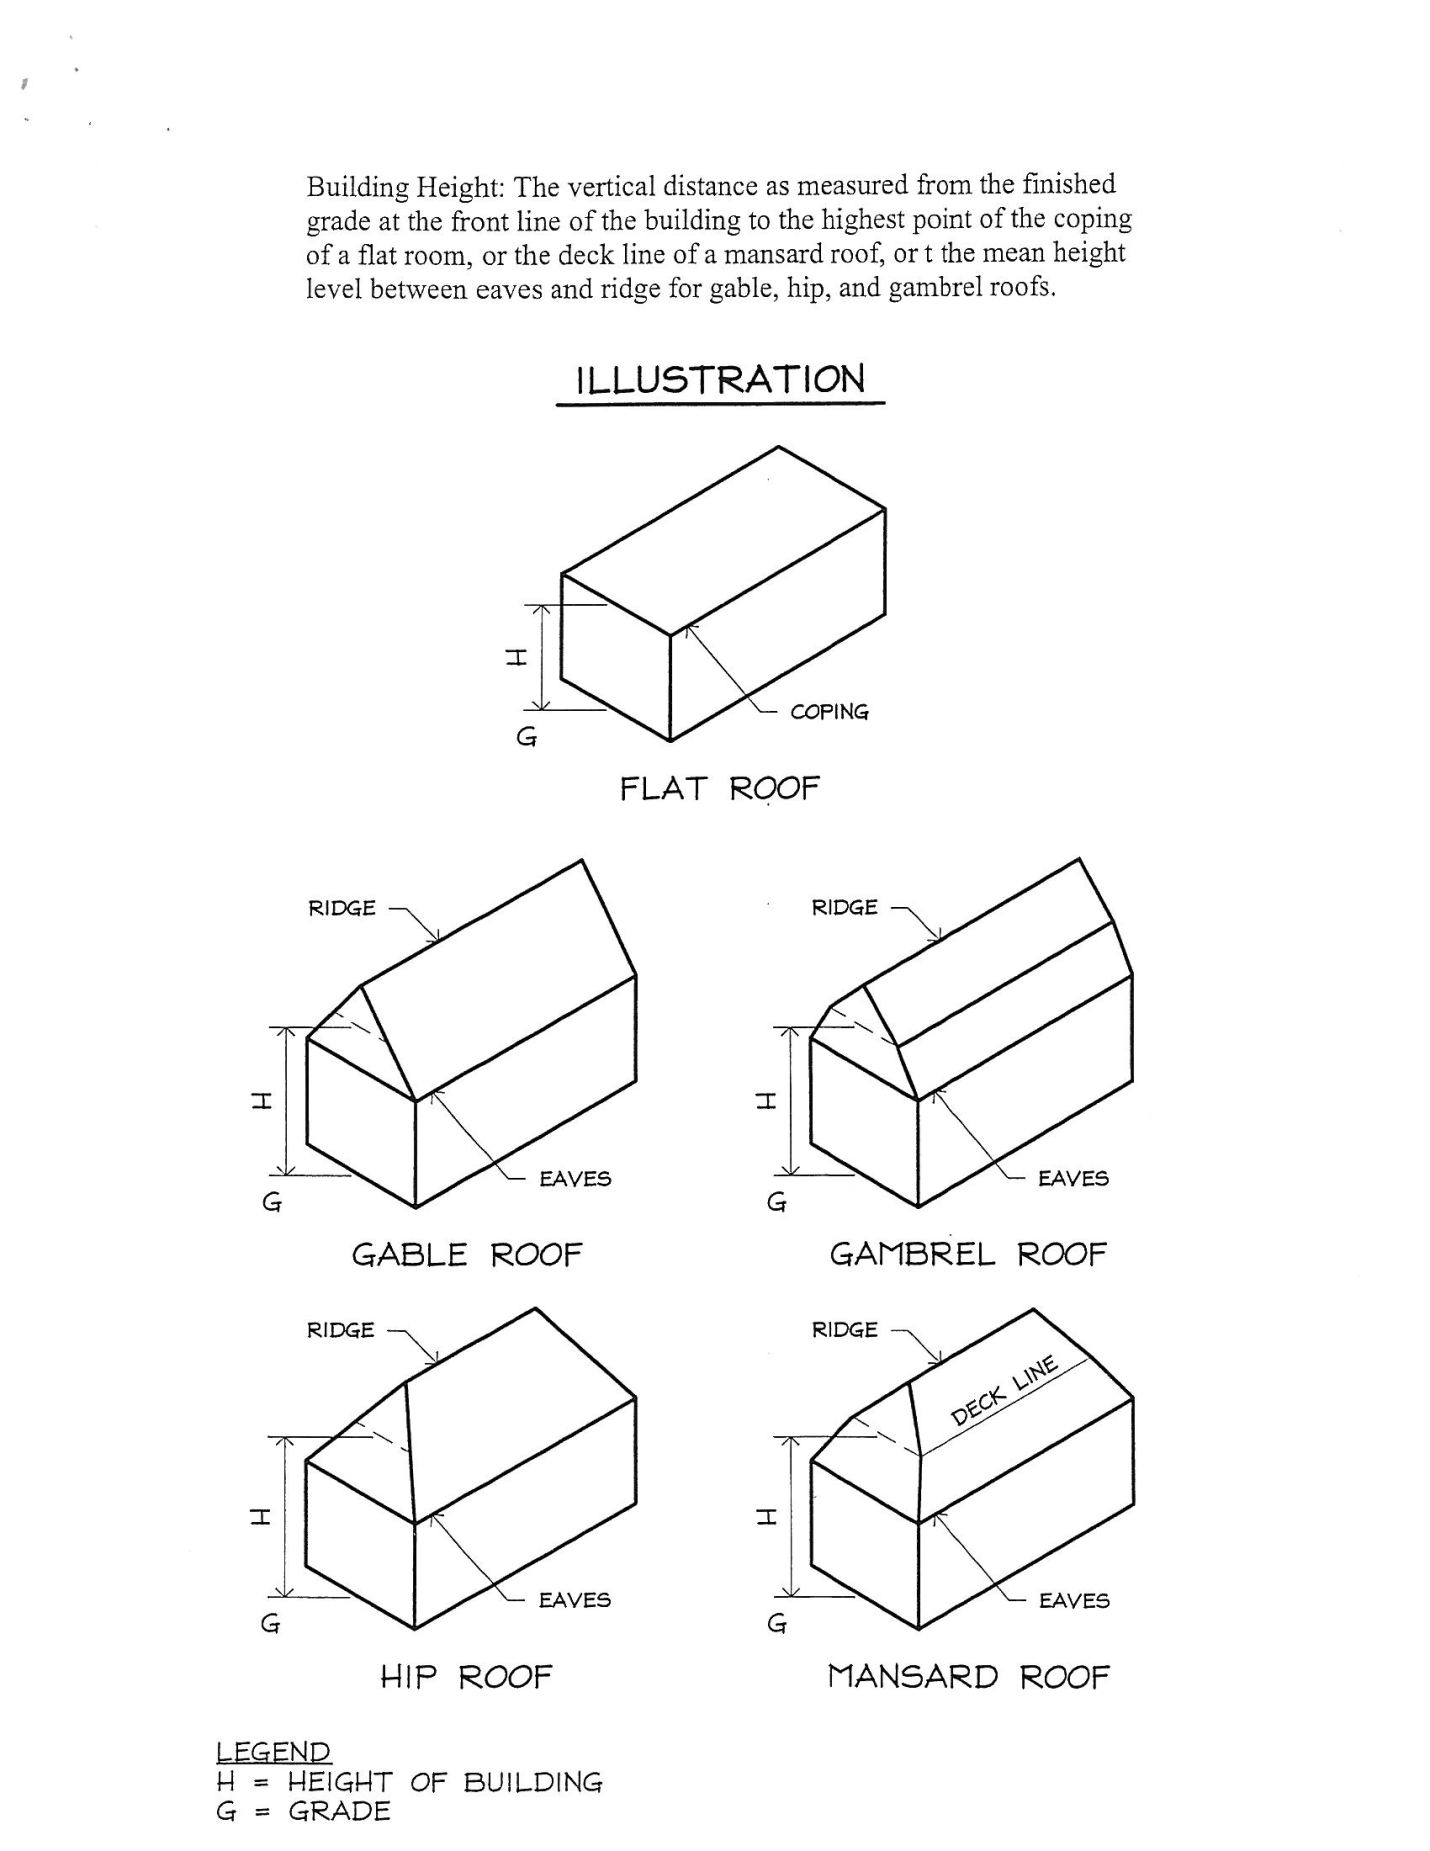 Building Height: The vertical distance as measured from the finished
grade at the front line of the building to the highest point of the coping
of a flat room, or the deck line of a mansard roof, or t the mean height
level between eaves and ridge for gable, hip, and gambrel roofs.
ILLUSTRATION
H
G
COPING
FLAT ROOF
RIDGE
H
G
EAVES
GABLE ROOF
RIDGE
H
G
EAVES
GAMBREL ROOF
RIDGE
H
G
EAVES
HIP ROOF
RIDGE
DECK LINE
H
G
EAVES
MANSARD ROOF
LEGEND
H = HEIGHT OF BUILDING
G = GRADE